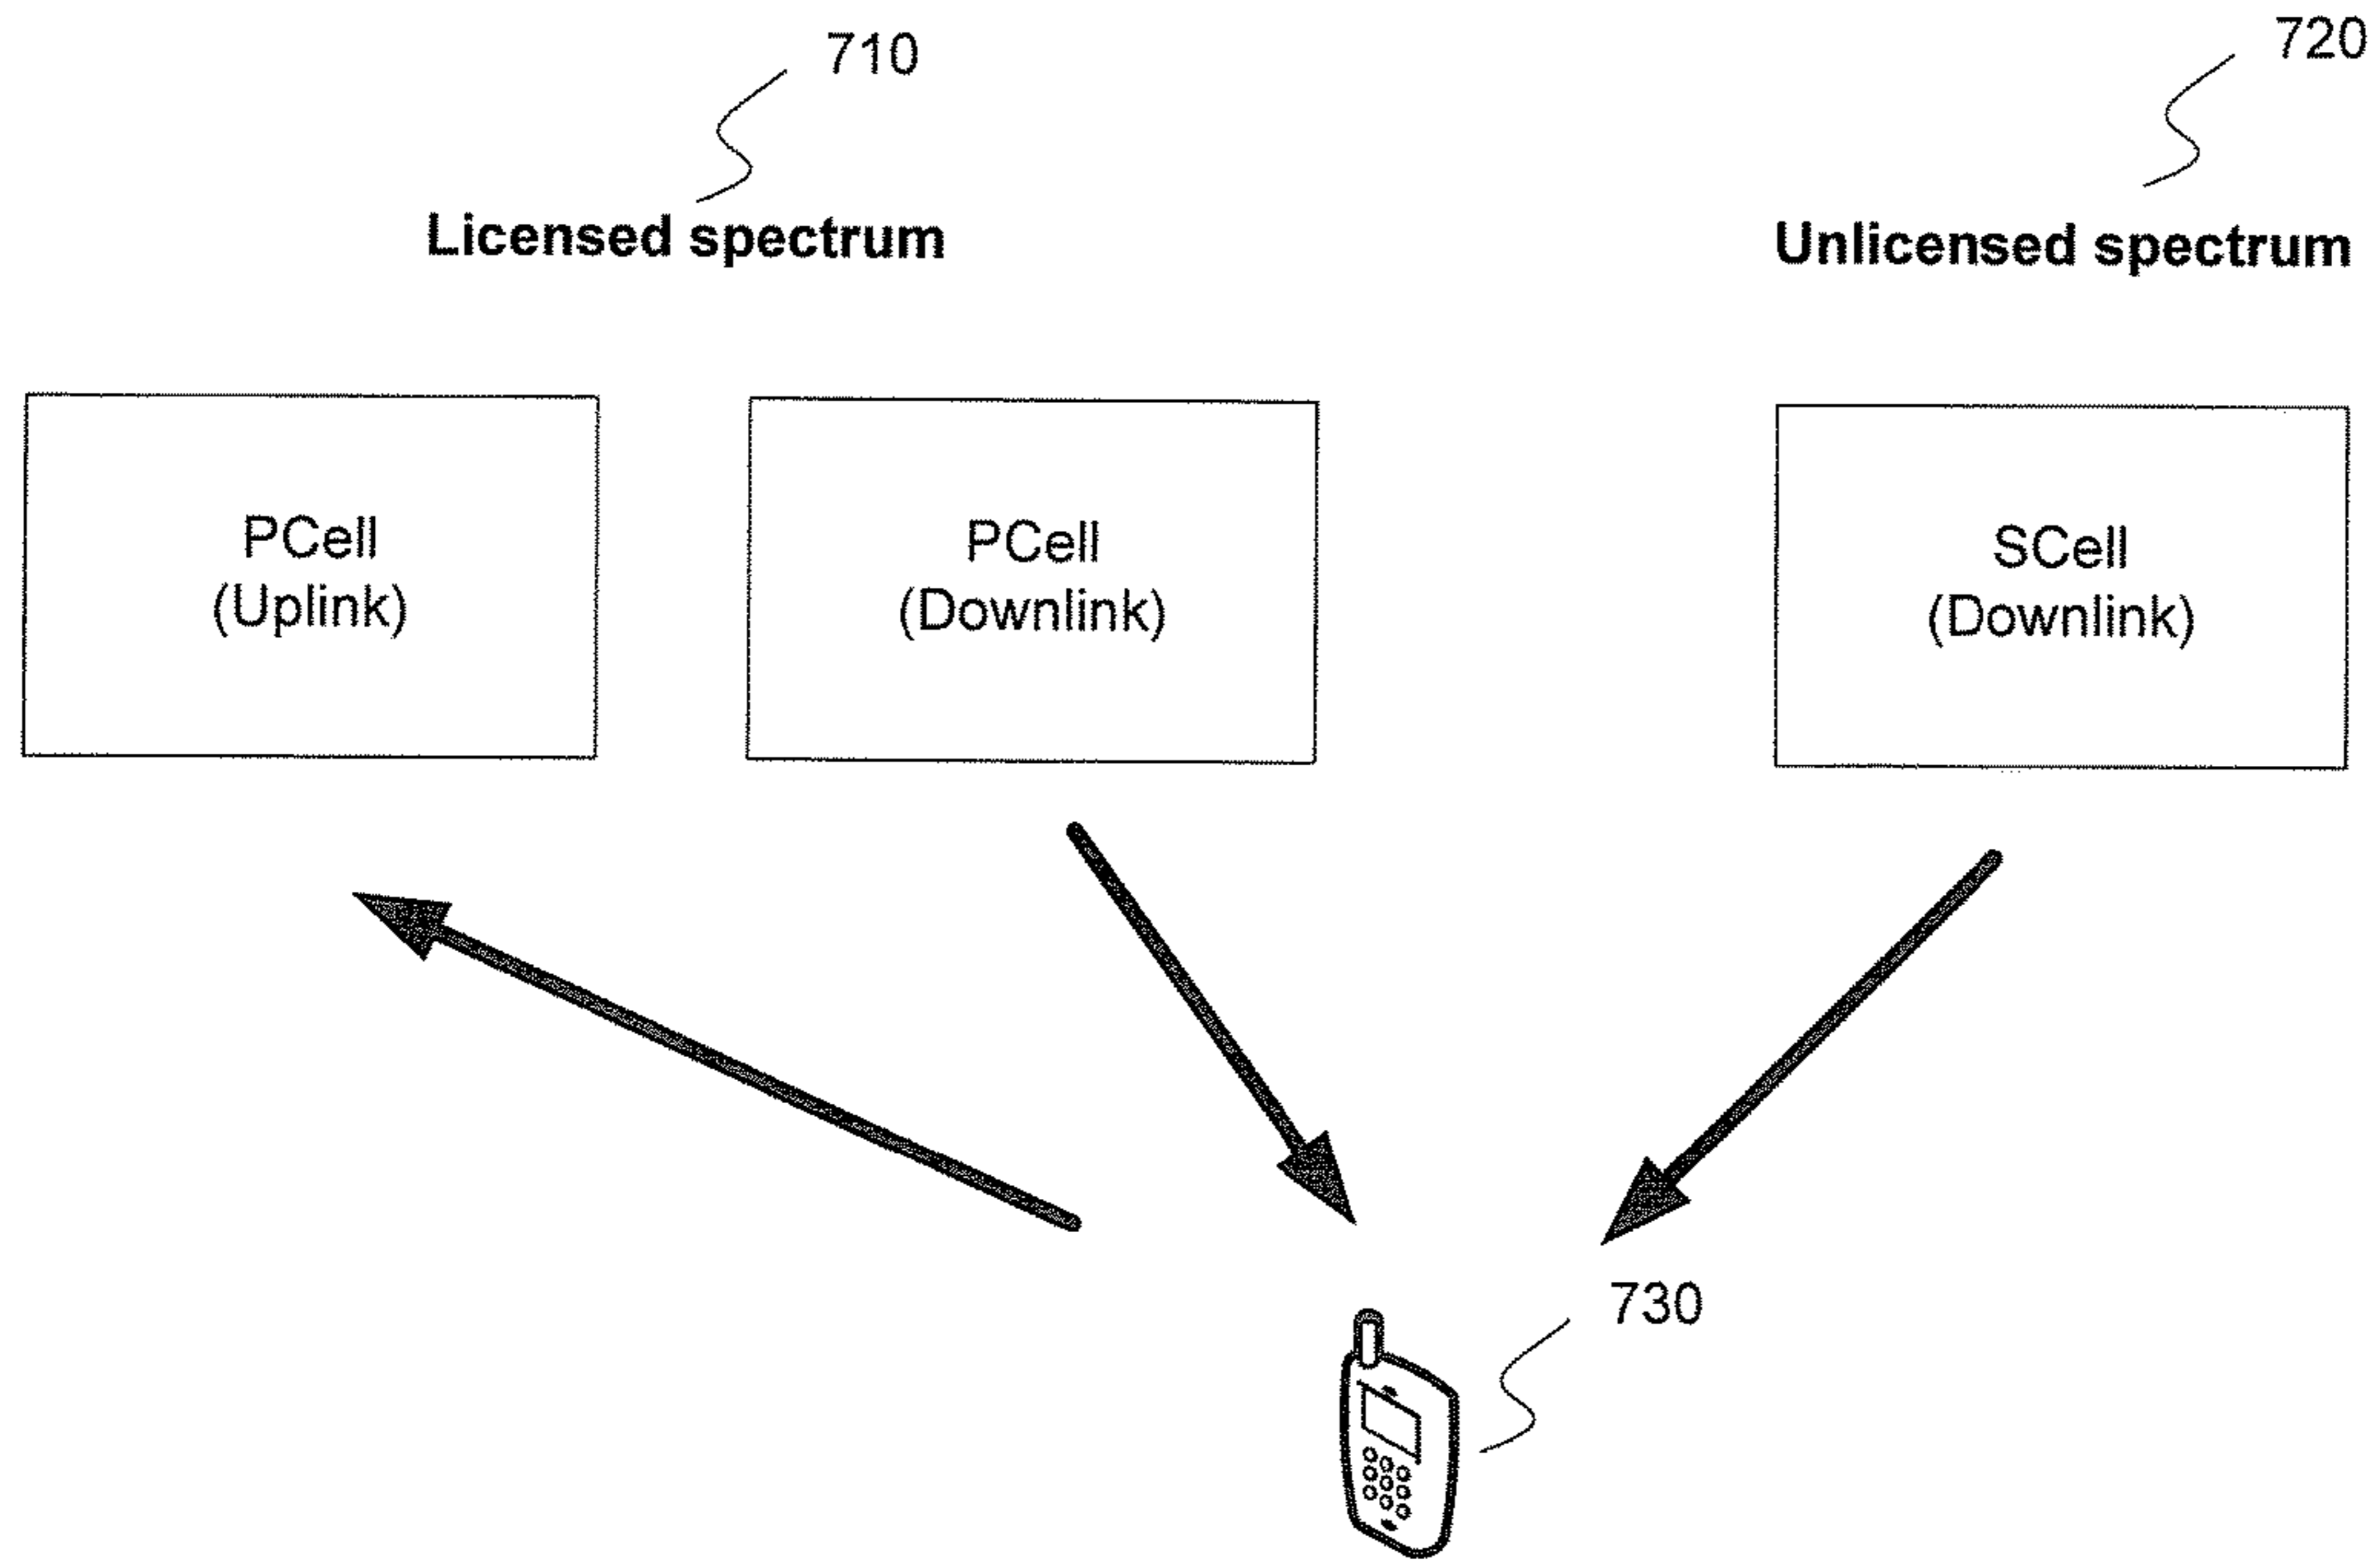 710
720
Licensed spectrum
Unlicensed spectrum
PCell
(Uplink)
PCell
(Downlink)
SCell
(Downlink)
730